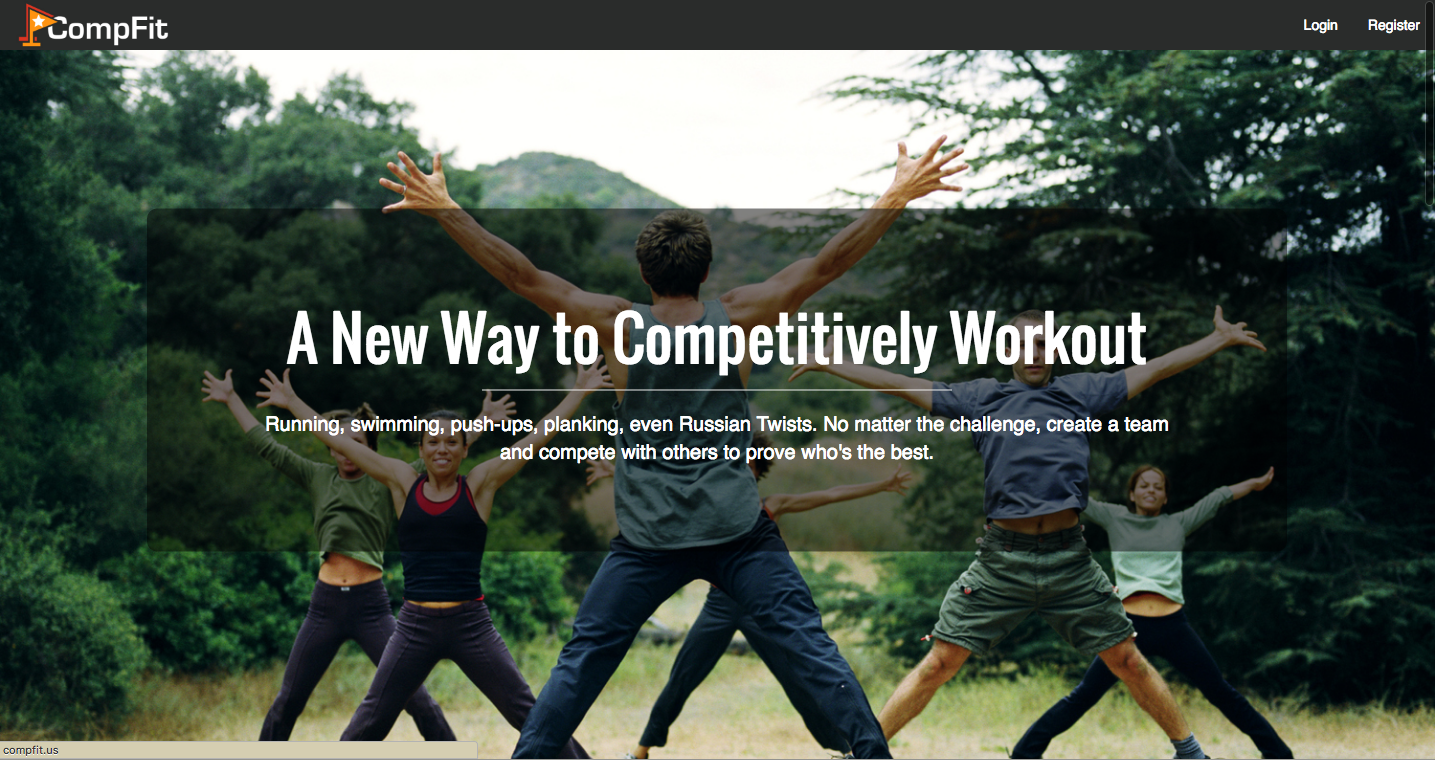 CompFit
Login
Register
A New Way to Competitively Workout
Running, swimming, push-ups, planking, even Russian Twists. No matter the challenge, create a team
and compete with others to prove who's the best.
compfit.us